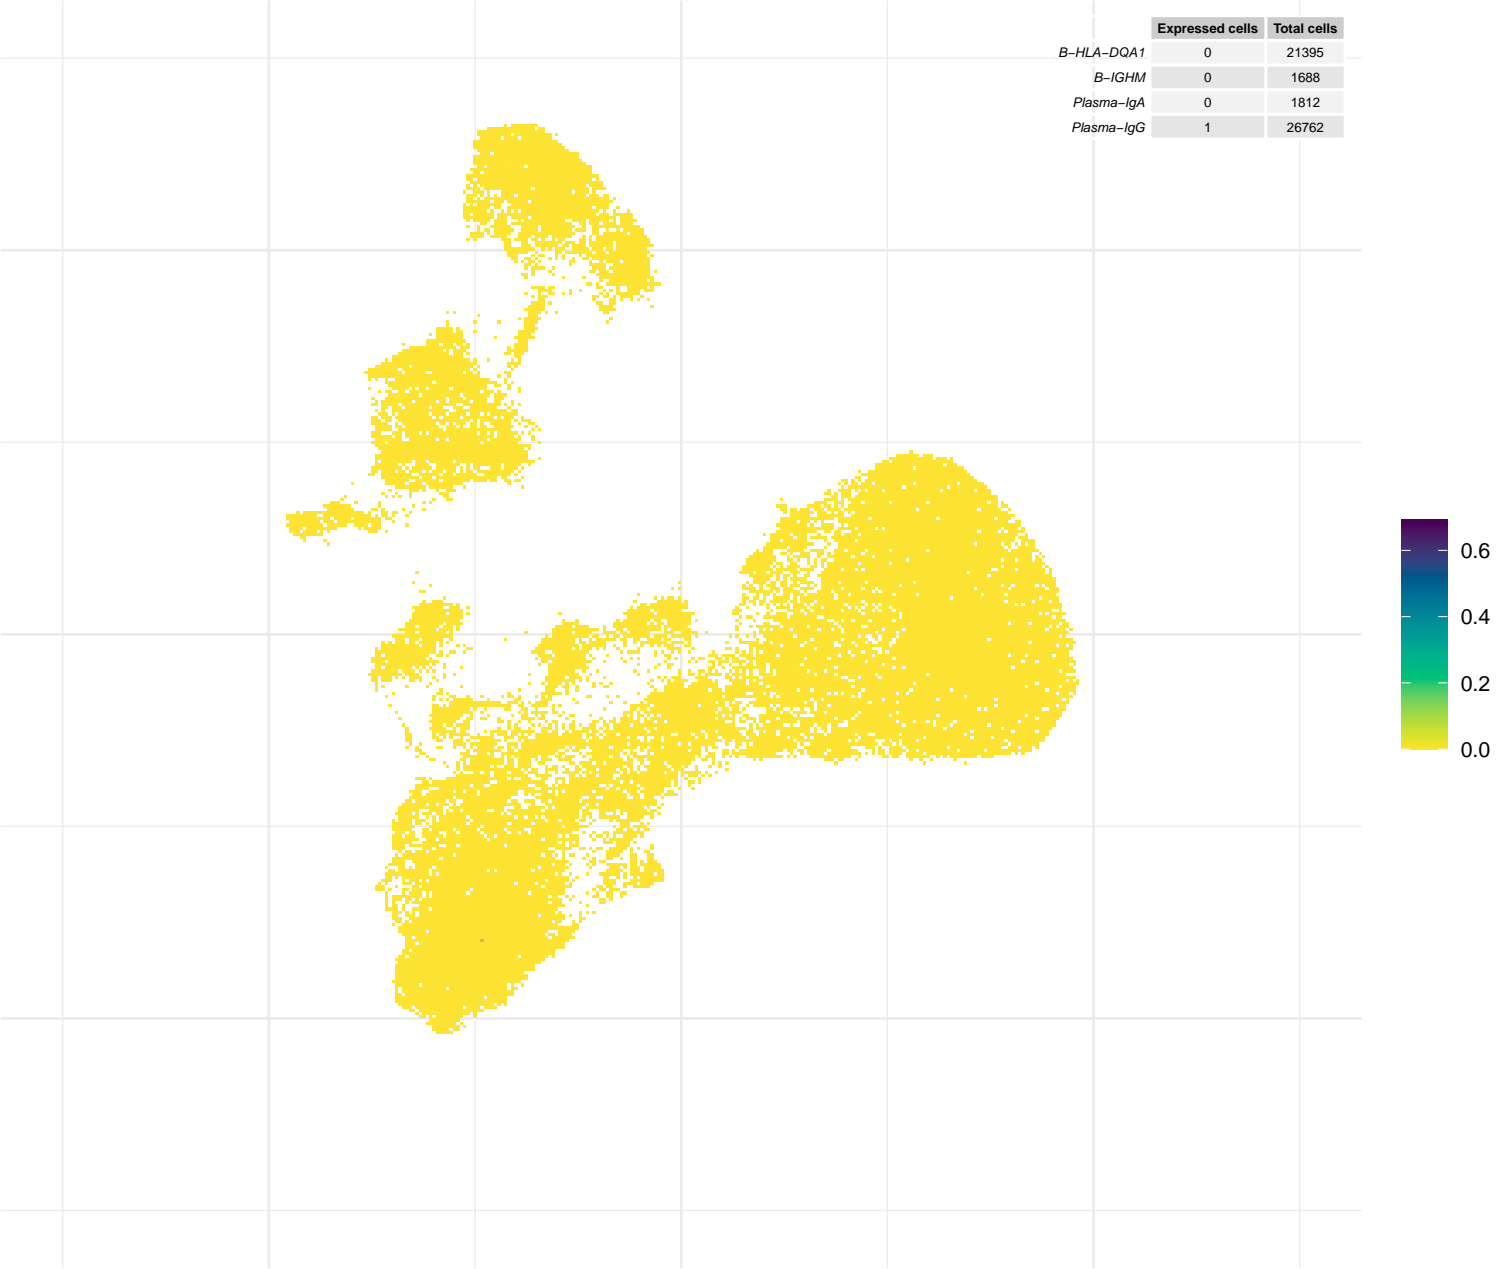 Expressed cells Total cells
B−HLA−DQA1 0 21395
B−IGHM 0 1688
Plasma−IgA 0 1812
Plasma−IgG 1 26762
0.6
0.4
0.2
0.0